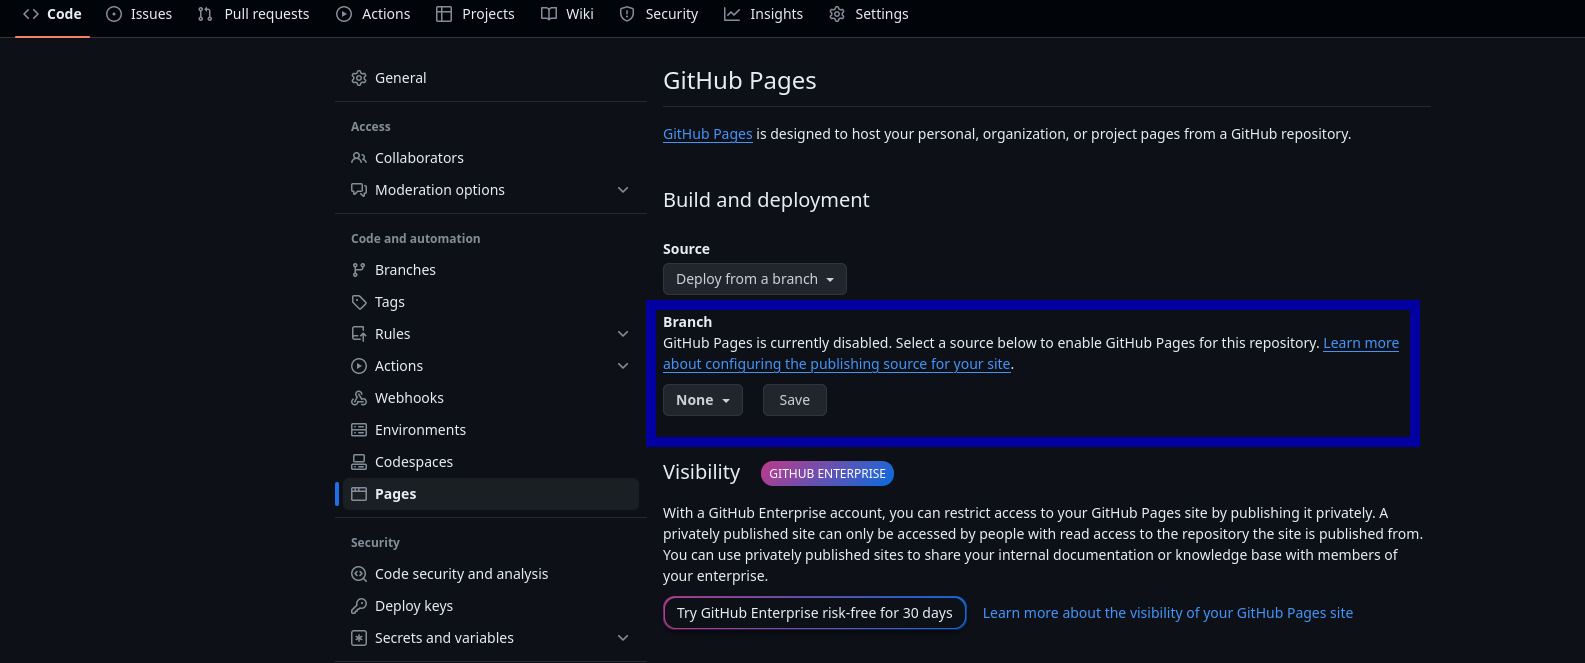 Code Issues Pull requests Actions Projects Wiki Security Insights Settings
General
Access
Collaborators
Moderation options
Code and automation
Branches
Tags
Rules
Actions
Webhooks
Environments
Codespaces
Pages
Security
Code security and analysis
Deploy keys
Secrets and variables
GitHub Pages
GitHub Pages is designed to host your personal, organization, or project pages from a GitHub repository.
Build and deployment
Source
Deploy from a branch
Branch
GitHub Pages is currently disabled. Select a source below to enable GitHub Pages for this repository. Learn more
about configuring the publishing source for your site.
None Save
Visibility GITHUB ENTERPRISE
With a GitHub Enterprise account, you can restrict access to your GitHub Pages site by publishing it privately. A
privately published site can only be accessed by people with read access to the repository the site is published from.
You can use privately published sites to share your internal documentation or knowledge base with members of
your enterprise.
Try GitHub Enterprise risk-free for 30 days Learn more about the visibility of your GitHub Pages site